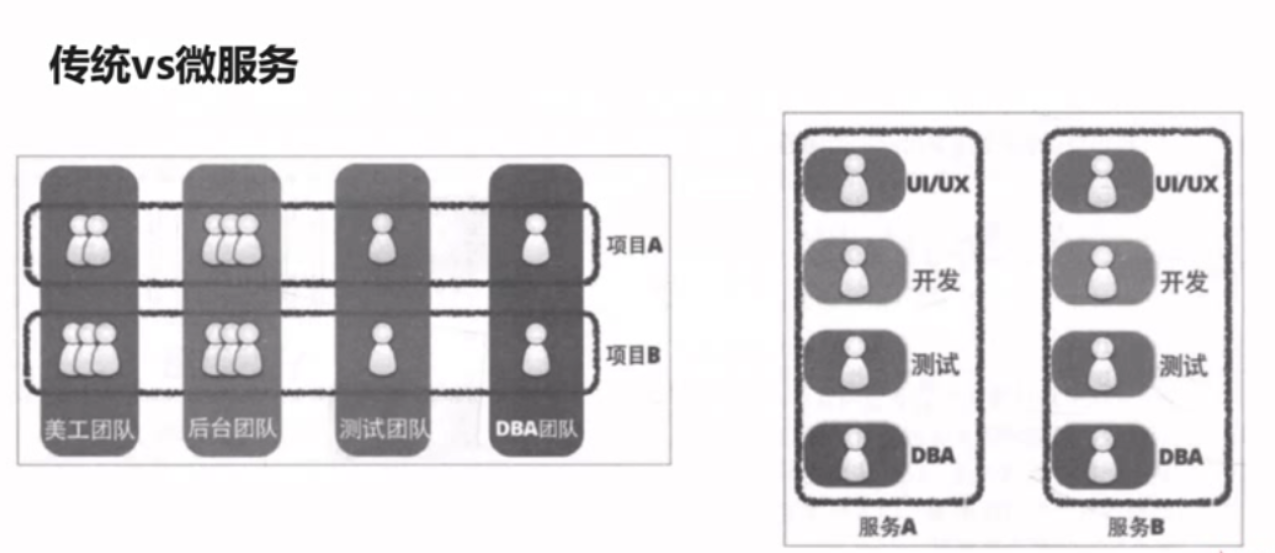 传统vs微服务
项目A
项目B
美工团队
后台团队
测试团队
DBA团队
UI/UX
开发
测试
DBA
服务A
UI/UX
开发
测试
DBA
服务B